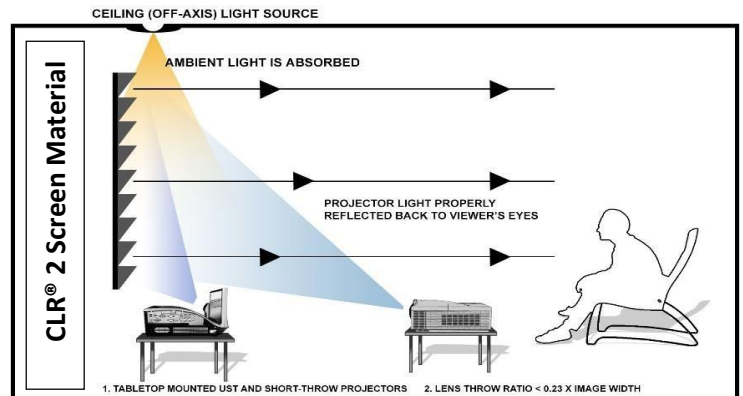 CEILING (OFF-AXIS) LIGHT SOURCE
CLR® 2 Screen Material
AMBIENT LIGHT IS ABSORBED
PROJECTOR LIGHT PROPERLY
REFLECTED BACK TO VIEWER'S EYES
1. TABLETOP MOUNTED UST AND SHORT-THROW PROJECTORS 2. LENS THROW RATIO < 0.23 X IMAGE WIDTH